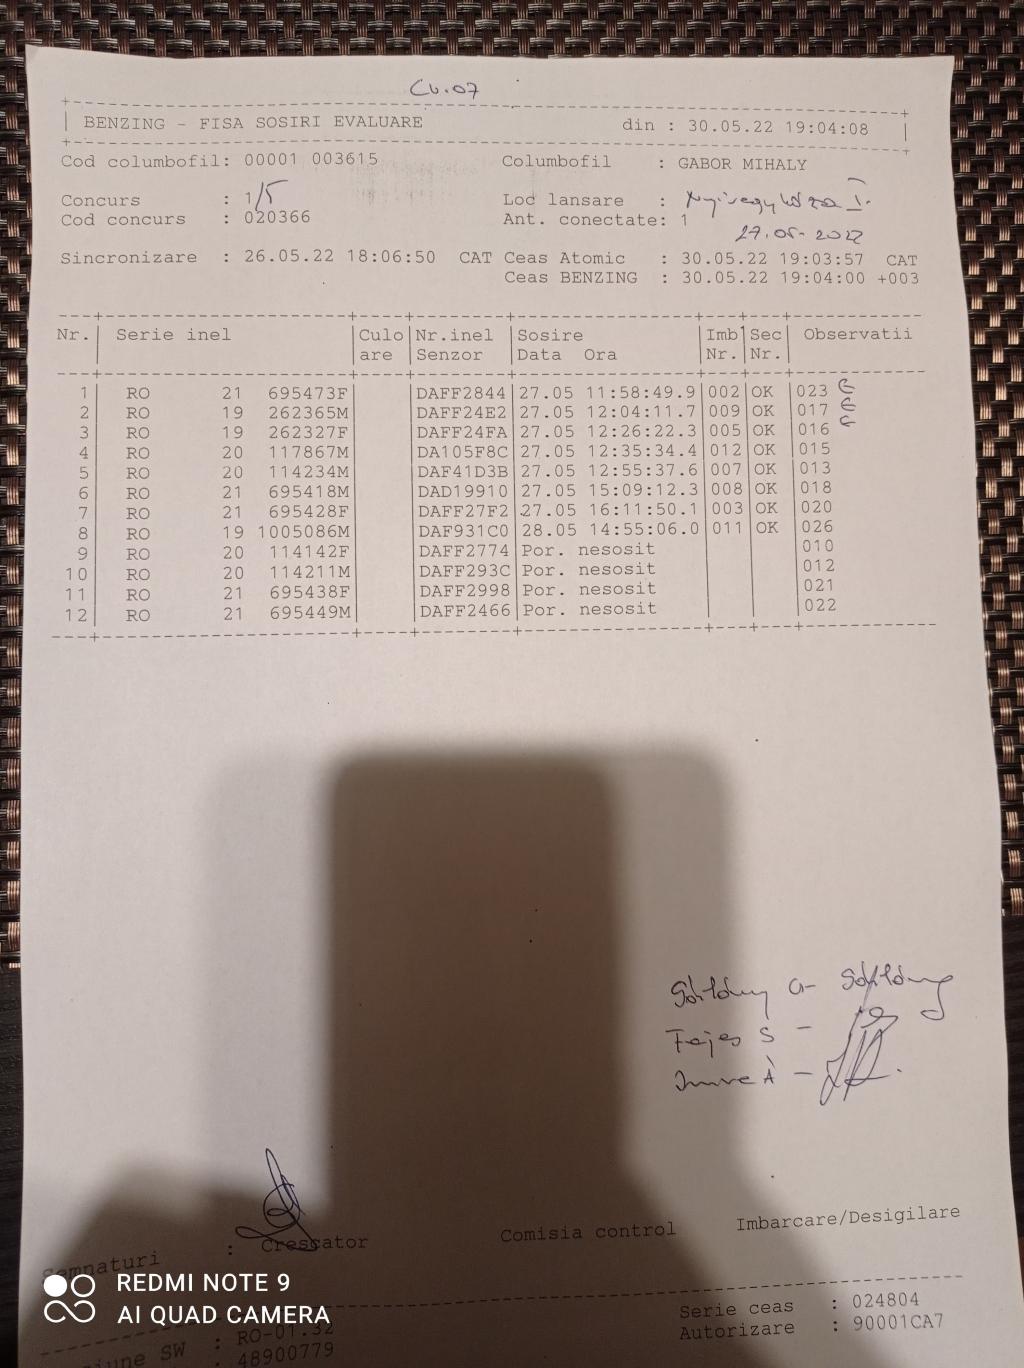 Cu.07
BENZING - FISA SOSIRI EVALUARE din : 30.05.22 19:04:08
Cod columbofil: 00001 003615 Columbofil : GABOR MIHALY
Concurs : 1/5 Loc lansare : I.
Cod concurs : 020366 Ant. conectate: 1
27.05-2022
Sincronizare : 26.05.22 18:06:50 CAT Ceas Atomic : 30.05.22 19:03:57 CAT
Ceas BENZING : 30.05.22 19:04:00 +003
Nr. Serie inel Culo Nr.inel Sosire Imb Sec Observatii
are Senzor Data Ora Nr. Nr.
1 RO 21 695473F DAFF2844 27.05 11:58:49.9 002 OK 023 E
2 RO 19 262365M DAFF24E2 27.05 12:04:11.7 009 OK 017 E
3 RO 19 262327F DAFF24FA 27.05 12:26:22.3 005 OK 016 E
4 RO 20 117867M DA105F8C 27.05 12:35:34.4 012 OK 015
5 RO 20 114234M DAF41D3B 27.05 12:55:37.6 007 OK 013
6 RO 21 695418M DAD19910 27.05 15:09:12.3 008 OK 018
7 RO 21 695428F DAFF27F2 27.05 16:11:50.1 003 OK 020
8 RO 19 1005086M DAF931C0 28.05 14:55:06.0 011 OK 026
9 RO 20 114142F DAFF2774 Por. nesosit 010
10 RO 20 114211M DAFF293C Por. nesosit 012
11 RO 21 695438F DAFF2998 Por. nesosit 021
12 RO 21 695449M DAFF2466 Por. nesosit 022
Fejes S -
Imre À -
Semnaturi : Crescator Comisia control Imbarcare/Desigilare
Serie ceas : 024804
Autorizare : 90001CA7
SW : RO-01.32
: 48900779
REDMI NOTE 9
AI QUAD CAMERA